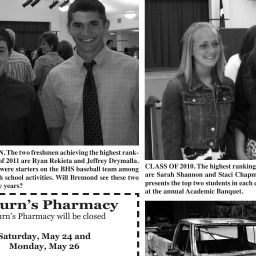 N. The two freshmen achieving the highest rank-
of 2011 are Ryan Rekieta and Jeffrey Drymalla.
were starters on the BHS baseball team among
h school activities. Will Bremond see these two
e years?
urn's Pharmacy
urn's Pharmacy will be closed
Saturday, May 24 and
Monday, May 26
CLASS OF 2010. The highest ranking
are Sarah Shannon and Staci Chapm
presents the top two students in each c
at the annual Academic Banquet.